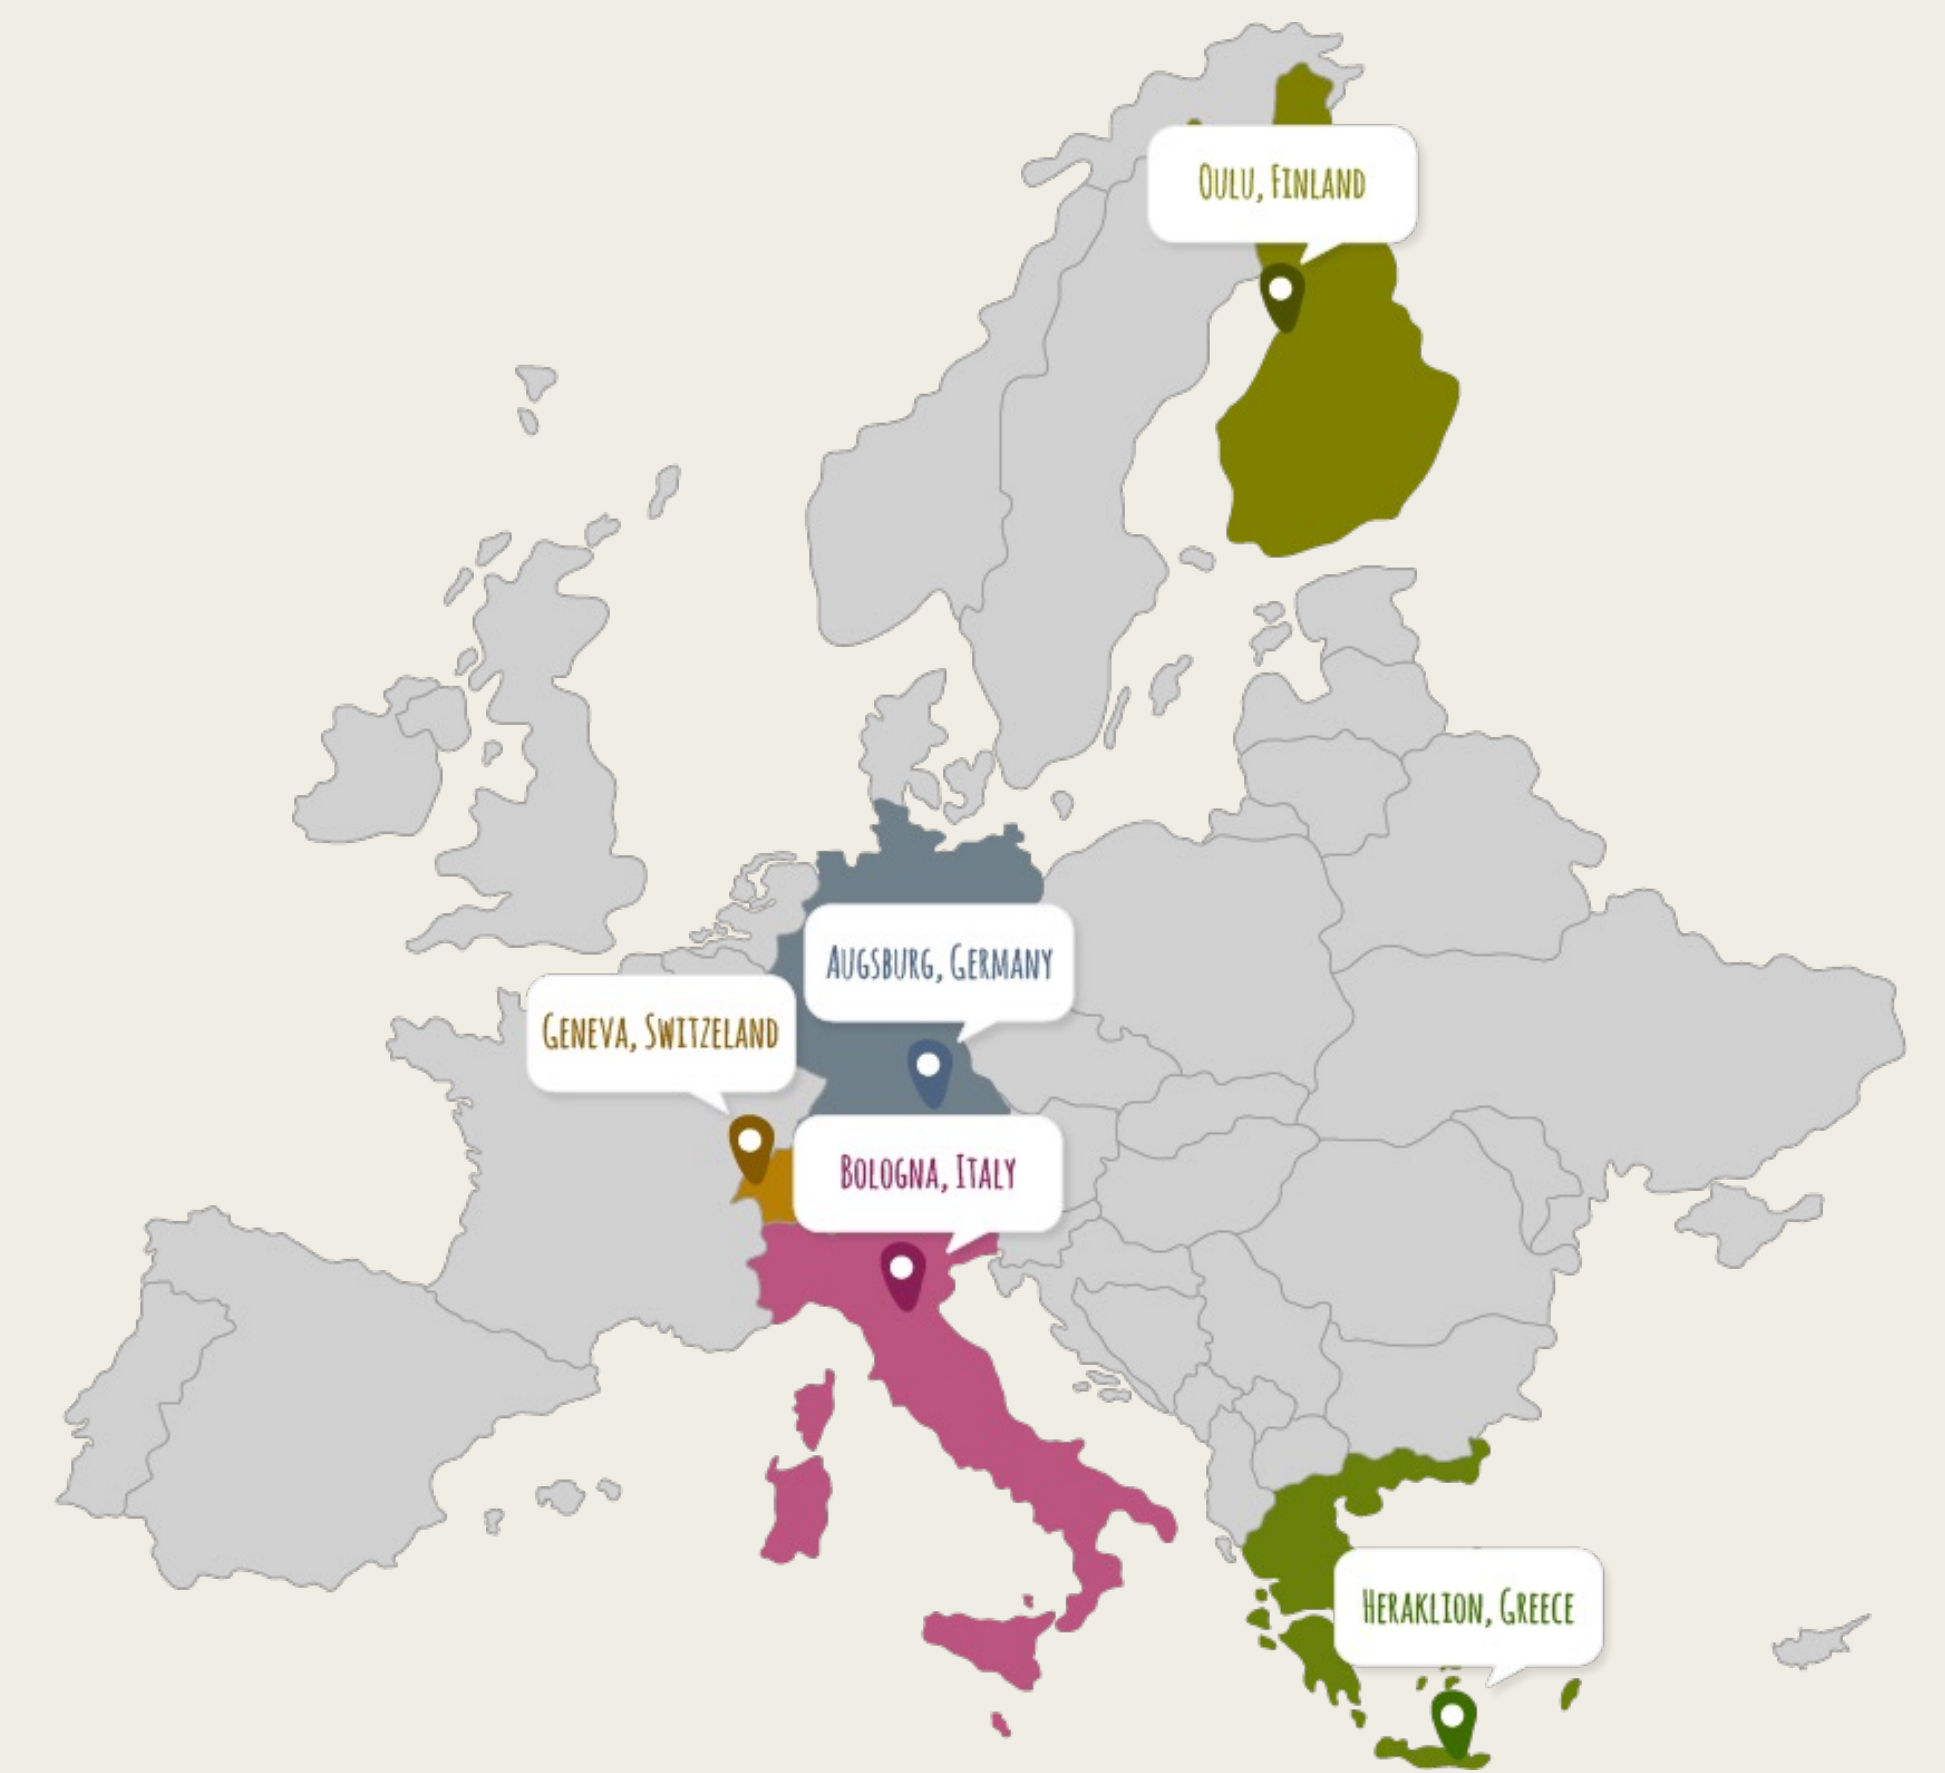 Oulu, Finland
Augsburg, Germany
Geneva, Switzeland
Bologna, Italy
Heraklion, Greece